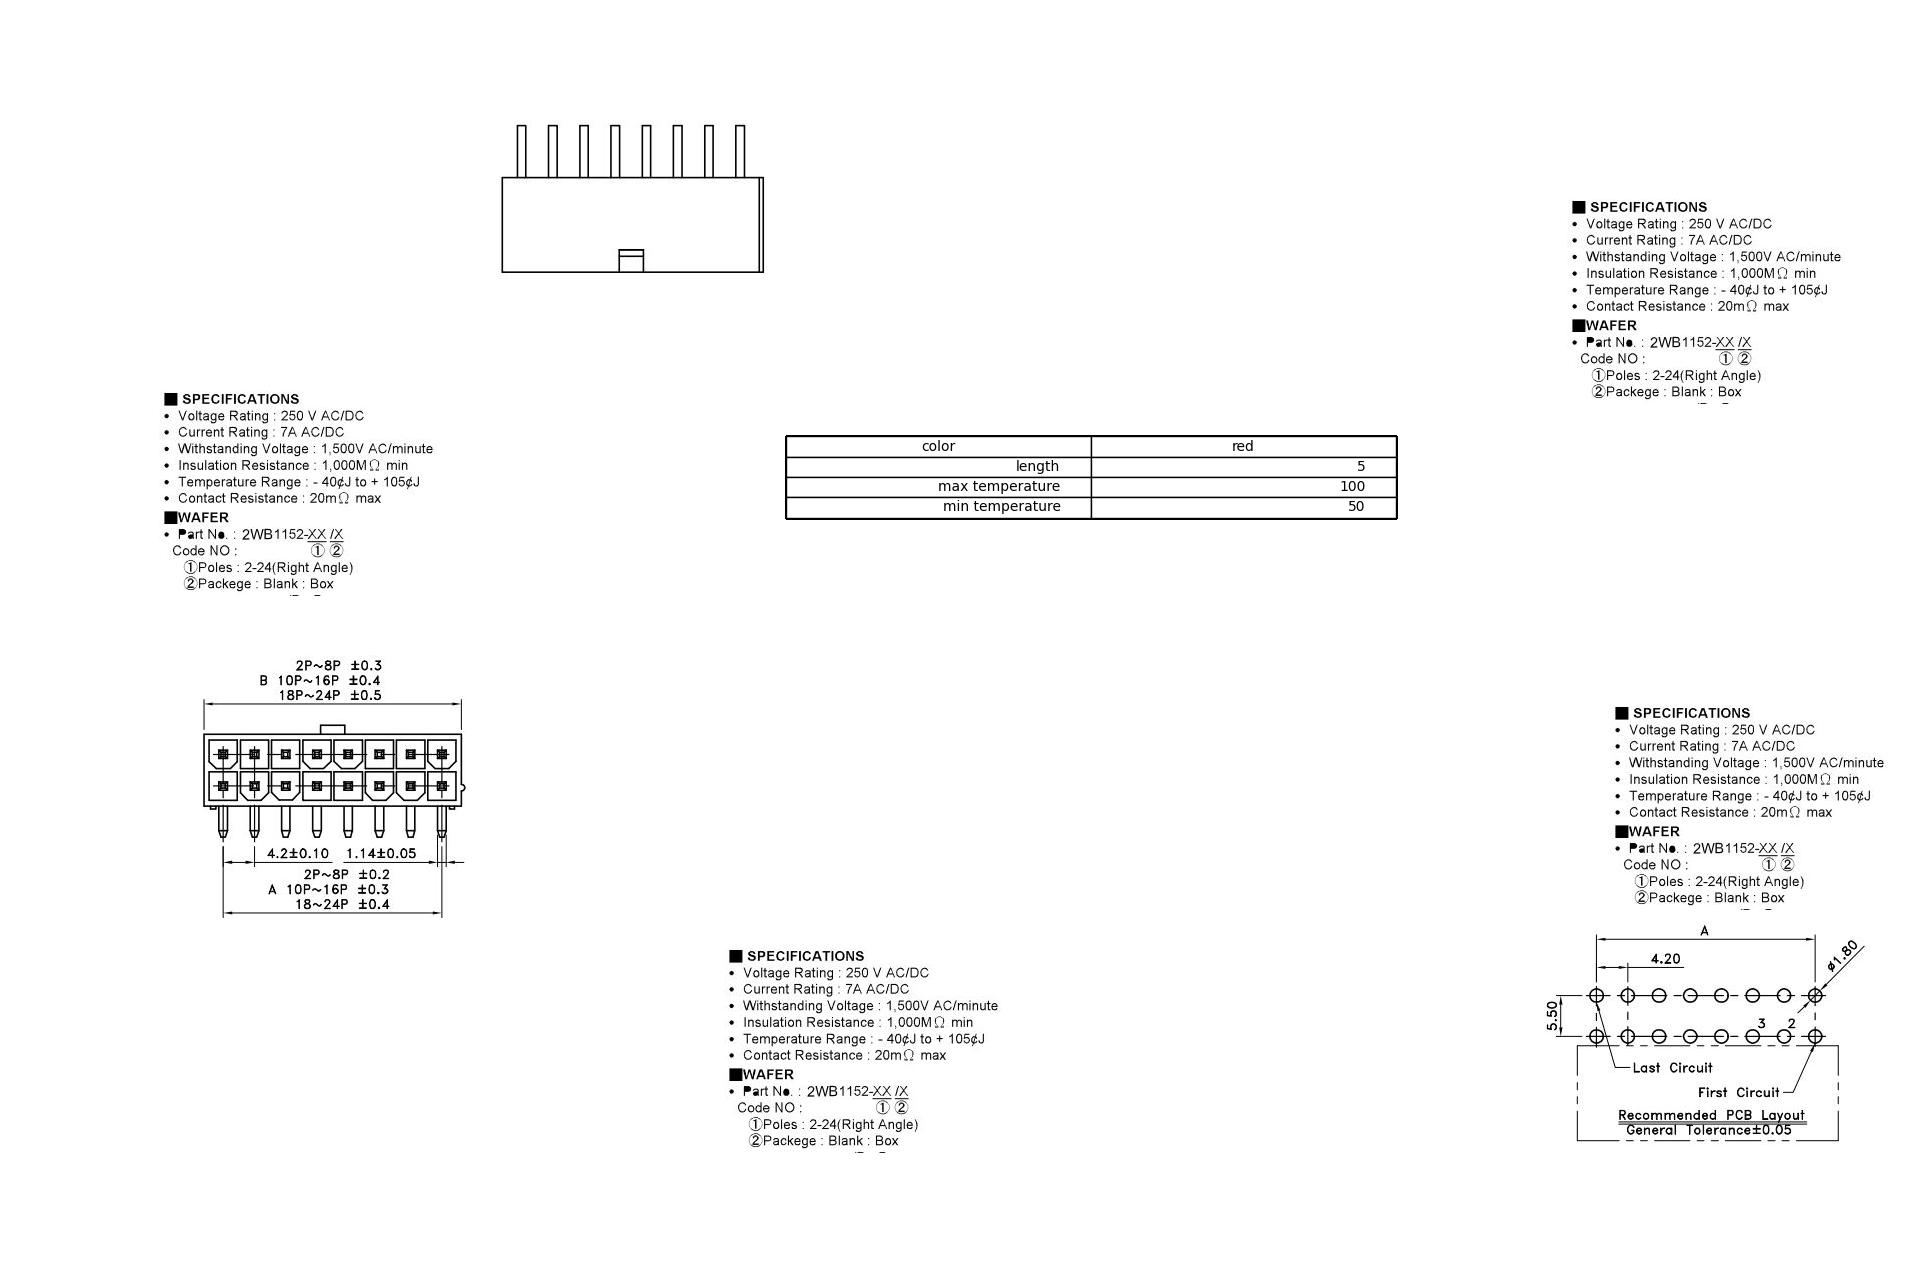 ■ SPECIFICATIONS
• Voltage Rating : 250 V AC/DC
• Current Rating : 7A AC/DC
• Withstanding Voltage : 1,500V AC/minute
• Insulation Resistance : 1,000MΩ min
• Temperature Range : - 40¢J to + 105¢J
• Contact Resistance : 20mΩ max
■WAFER
• Part No. : 2WB1152-XX /X
Code NO : ① ②
①Poles : 2-24(Right Angle)
②Packege : Blank : Box
■ SPECIFICATIONS
• Voltage Rating : 250 V AC/DC
• Current Rating : 7A AC/DC
• Withstanding Voltage : 1,500V AC/minute
• Insulation Resistance : 1,000MΩ min
• Temperature Range : - 40¢J to + 105¢J
• Contact Resistance : 20mΩ max
■WAFER
• Part No. : 2WB1152-XX /X
Code NO : ① ②
①Poles : 2-24(Right Angle)
②Packege : Blank : Box
color red
length 5
max temperature 100
min temperature 50
2P~8P ±0.3
B 10P~16P ±0.4
18P~24P ±0.5
4.2±0.10 1.14±0.05
2P~8P ±0.2
A 10P~16P ±0.3
18~24P ±0.4
■ SPECIFICATIONS
• Voltage Rating : 250 V AC/DC
• Current Rating : 7A AC/DC
• Withstanding Voltage : 1,500V AC/minute
• Insulation Resistance : 1,000MΩ min
• Temperature Range : - 40¢J to + 105¢J
• Contact Resistance : 20mΩ max
■WAFER
• Part No. : 2WB1152-XX /X
Code NO : ① ②
①Poles : 2-24(Right Angle)
②Packege : Blank : Box
A
4.20
ø1.80
5.50
3 2
Last Circuit
First Circuit
Recommended PCB Layout
General Tolerance±0.05
■ SPECIFICATIONS
• Voltage Rating : 250 V AC/DC
• Current Rating : 7A AC/DC
• Withstanding Voltage : 1,500V AC/minute
• Insulation Resistance : 1,000MΩ min
• Temperature Range : - 40¢J to + 105¢J
• Contact Resistance : 20mΩ max
■WAFER
• Part No. : 2WB1152-XX /X
Code NO : ① ②
①Poles : 2-24(Right Angle)
②Packege : Blank : Box